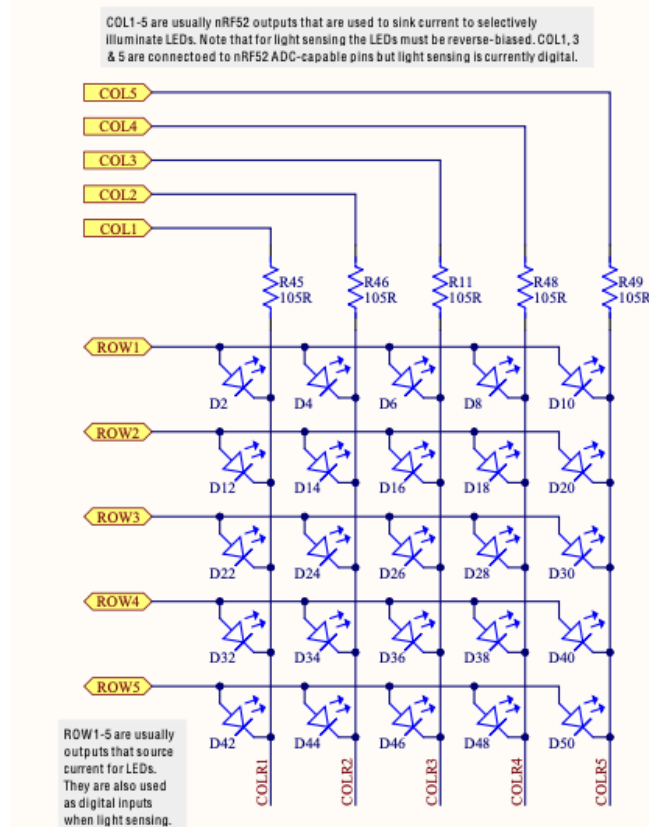 COL1-5 are usually nRF52 outputs that are used to sink current to selectively
illuminate LEDs. Note that for light sensing the LEDs must be reverse-biased. COL1, 3
& 5 are connectoed to nRF52 ADC-capable pins but light sensing is currently digital.
COL5
COL4
COL3
COL2
COL1
R45 R46 R11 R48 R49
105R 105R 105R 105R 105R
ROW1
D2 D4 D6 D8 D10
ROW2
D12 D14 D16 D18 D20
ROW3
D22 D24 D26 D28 D30
ROW4
D32 D34 D36 D38 D40
ROW5
D42 D44 D46 D48 D50
ROW1-5 are usually
outputs that source
current for LEDs.
They are also used
as digital inputs
when light sensing.
COLR1 COLR2 COLR3 COLR4 COLR5